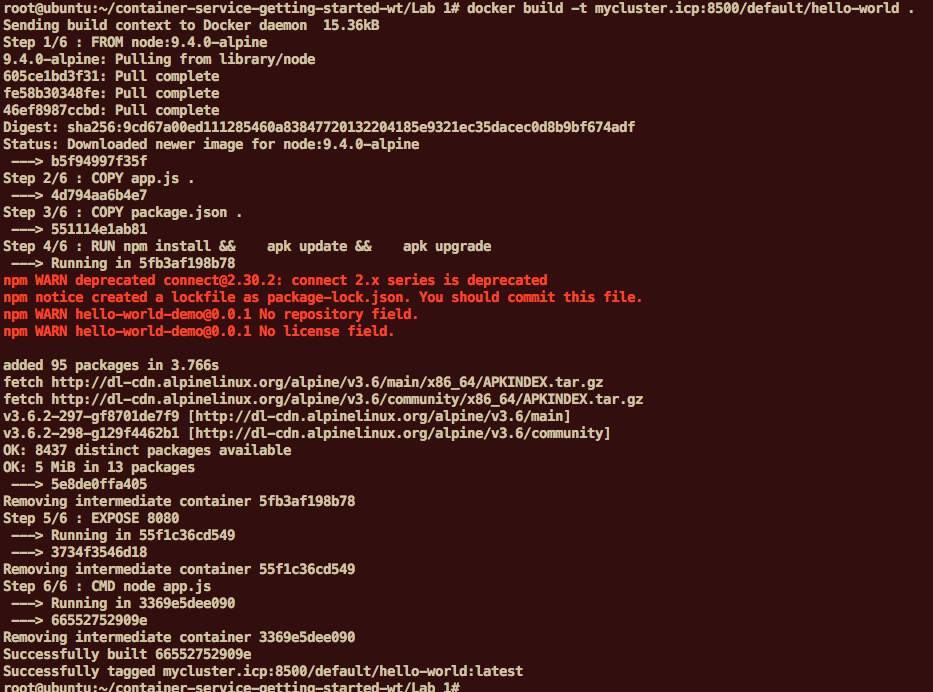 root@ubuntu:~/container-service-getting-started-wt/Lab 1# docker build -t mycluster.icp:8500/default/hello-world .
Sending build context to Docker daemon  15.36kB
Step 1/6 : FROM node:9.4.0-alpine
9.4.0-alpine: Pulling from library/node
605ce1bd3f31: Pull complete
fe58b30348fe: Pull complete
46ef8987ccbd: Pull complete
Digest: sha256:9cd67a00ed111285460a83847720132204185e9321ec35dacec0d8b9bf674adf
Status: Downloaded newer image for node:9.4.0-alpine
 ---> b5f94997f35f
Step 2/6 : COPY app.js .
 ---> 4d794aa6b4e7
Step 3/6 : COPY package.json .
 ---> 551114e1ab81
Step 4/6 : RUN npm install &&    apk update &&    apk upgrade
 ---> Running in 5fb3af198b78
npm WARN deprecated connect@2.30.2: connect 2.x series is deprecated
npm notice created a lockfile as package-lock.json. You should commit this file.
npm WARN hello-world-demo@0.0.1 No repository field.
npm WARN hello-world-demo@0.0.1 No license field.
added 95 packages in 3.766s
fetch http://dl-cdn.alpinelinux.org/alpine/v3.6/main/x86_64/APKINDEX.tar.gz
fetch http://dl-cdn.alpinelinux.org/alpine/v3.6/community/x86_64/APKINDEX.tar.gz
v3.6.2-297-gf8701de7f9 [http://dl-cdn.alpinelinux.org/alpine/v3.6/main]
v3.6.2-298-g129f4462b1 [http://dl-cdn.alpinelinux.org/alpine/v3.6/community]
OK: 8437 distinct packages available
OK: 5 MiB in 13 packages
 ---> 5e8de0ffa405
Removing intermediate container 5fb3af198b78
Step 5/6 : EXPOSE 8080
 ---> Running in 55f1c36cd549
 ---> 3734f3546d18
Removing intermediate container 55f1c36cd549
Step 6/6 : CMD node app.js
 ---> Running in 3369e5dee090
 ---> 66552752909e
Removing intermediate container 3369e5dee090
Successfully built 66552752909e
Successfully tagged mycluster.icp:8500/default/hello-world:latest
root@ubuntu:~/container-service-getting-started-wt/Lab 1#